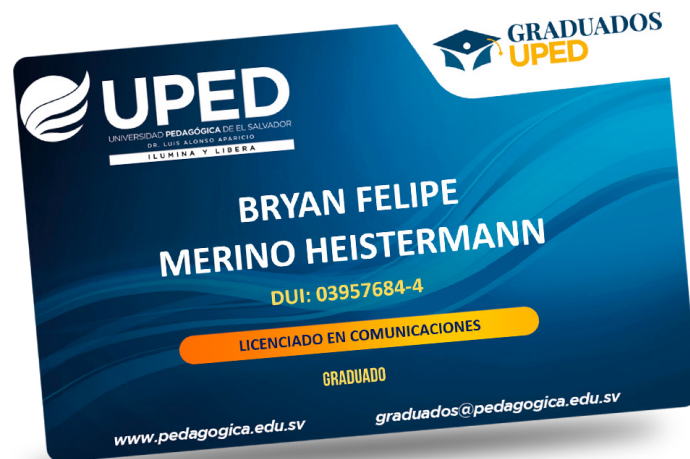 GRADUADOS
UPED
UPED
UNIVERSIDAD PEDAGÓGICA DE EL SALVADOR
DR. LUIS ALONSO APARICIO
ILUMINA Y LIBERA
BRYAN FELIPE
MERINO HEISTERMANN
DUI: 03957684-4
LICENCIADO EN COMUNICACIONES
GRADUADO
www.pedagogica.edu.sv
graduados@pedagogica.edu.sv